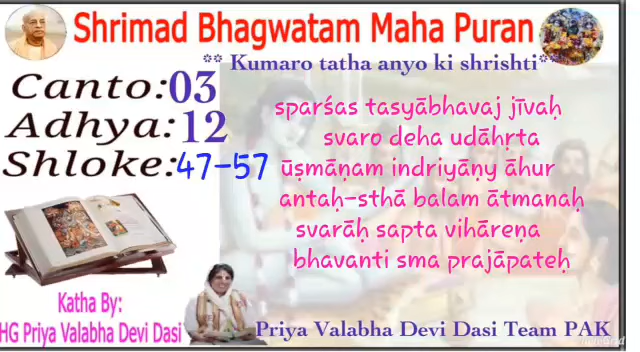 Shrimad Bhagwatam Maha Puran
** Kumaro tatha anyo ki shrishti**
Canto:03
Adhya:12
Shloke:47-57
sparśas tasyābhavaj jīvaḥ
svaro deha udāhṛta
ūṣmāṇam indriyāṇy āhur
antaḥ-sthā balam ātmanaḥ
svarāḥ sapta vihāreṇa
bhavanti sma prajāpateḥ
Katha By:
HG Priya Valabha Devi Dasi
Priya Valabha Devi Dasi Team PAK